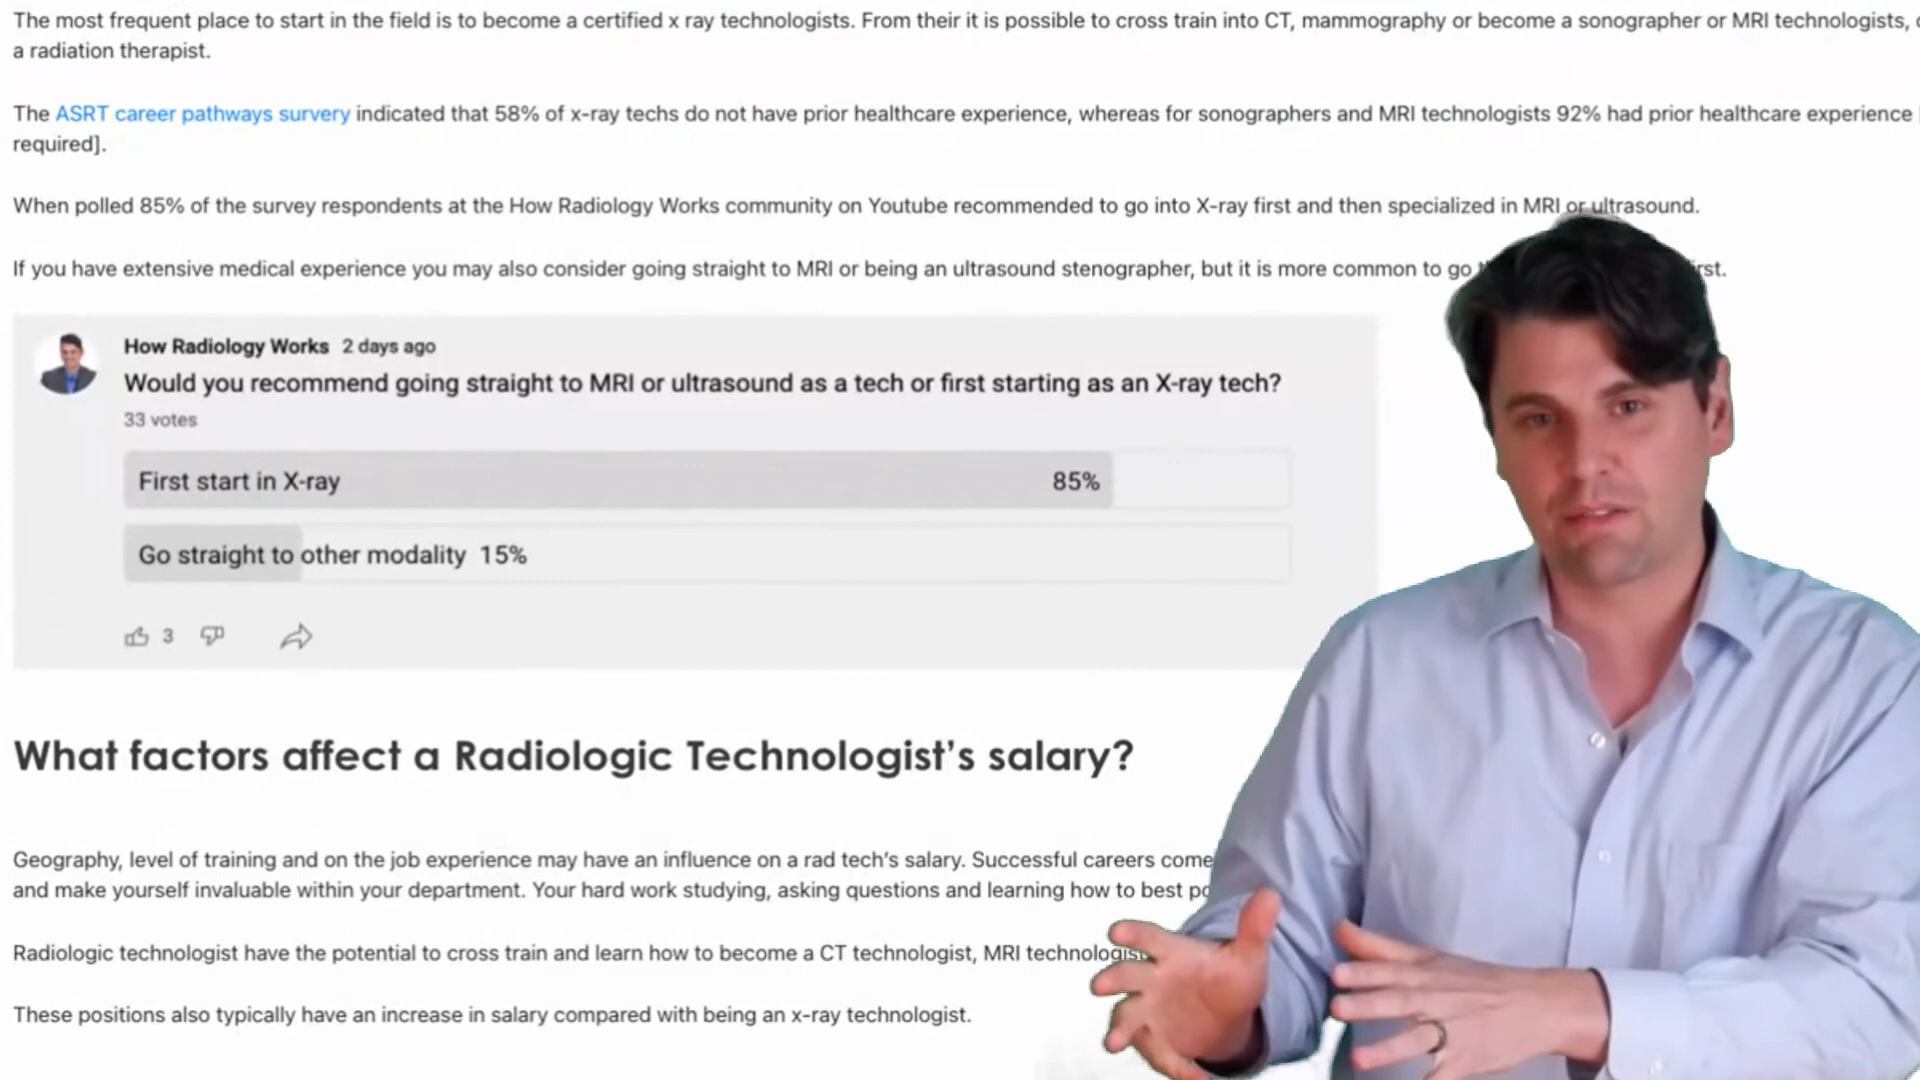 The most frequent place to start in the field is to become a certified x ray technologists. From their it is possible to cross train into CT, mammography or become a sonographer or MRI technologists,
a radiation therapist.
The ASRT career pathways survery indicated that 58% of x-ray techs do not have prior healthcare experience, whereas for sonographers and MRI technologists 92% had prior healthcare experience
required].
When polled 85% of the survey respondents at the How Radiology Works community on Youtube recommended to go into X-ray first and then specialized in MRI or ultrasound.
If you have extensive medical experience you may also consider going straight to MRI or being an ultrasound stenographer, but it is more common to go
How Radiology Works 2 days ago
Would you recommend going straight to MRI or ultrasound as a tech or first starting as an X-ray tech?
33 votes
First start in X-ray 85%
Go straight to other modality 15%
3
What factors affect a Radiologic Technologist's salary?
Geography, level of training and on the job experience may have an influence on a rad tech's salary. Successful careers come
and make yourself invaluable within your department. Your hard work studying, asking questions and learning how to best
Radiologic technologist have the potential to cross train and learn how to become a CT technologist, MRI technologist
These positions also typically have an increase in salary compared with being an x-ray technologist.